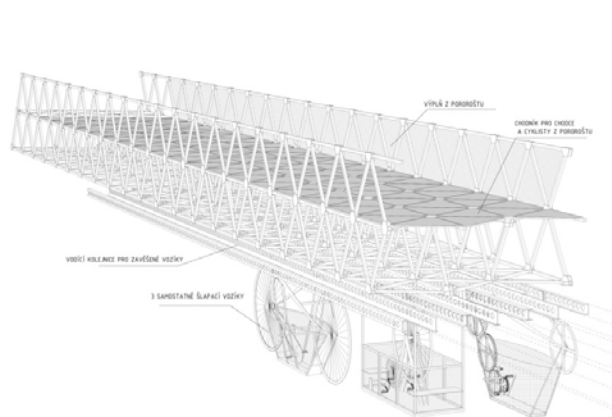 VÝPLŇ Z POROROŠTU
CHODNÍK PRO CHODCE
A CYKLISTY Z POROROŠTU
VODÍCÍ KOLEJNICE PRO ZAVĚŠENÉ VOZÍKY
3 SAMOSTATNÉ ŠLAPACÍ VOZÍKY